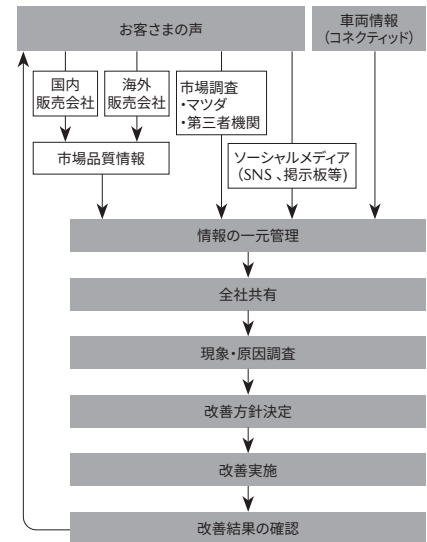 お客さまの声
車両情報
（コネクティッド）
国内
販売会社
海外
販売会社
市場調査
・マツダ
・第三者機関
市場品質情報
ソーシャルメディア
（SNS、掲示板等）
情報の一元管理
全社共有
現象・原因調査
改善方針決定
改善実施
改善結果の確認